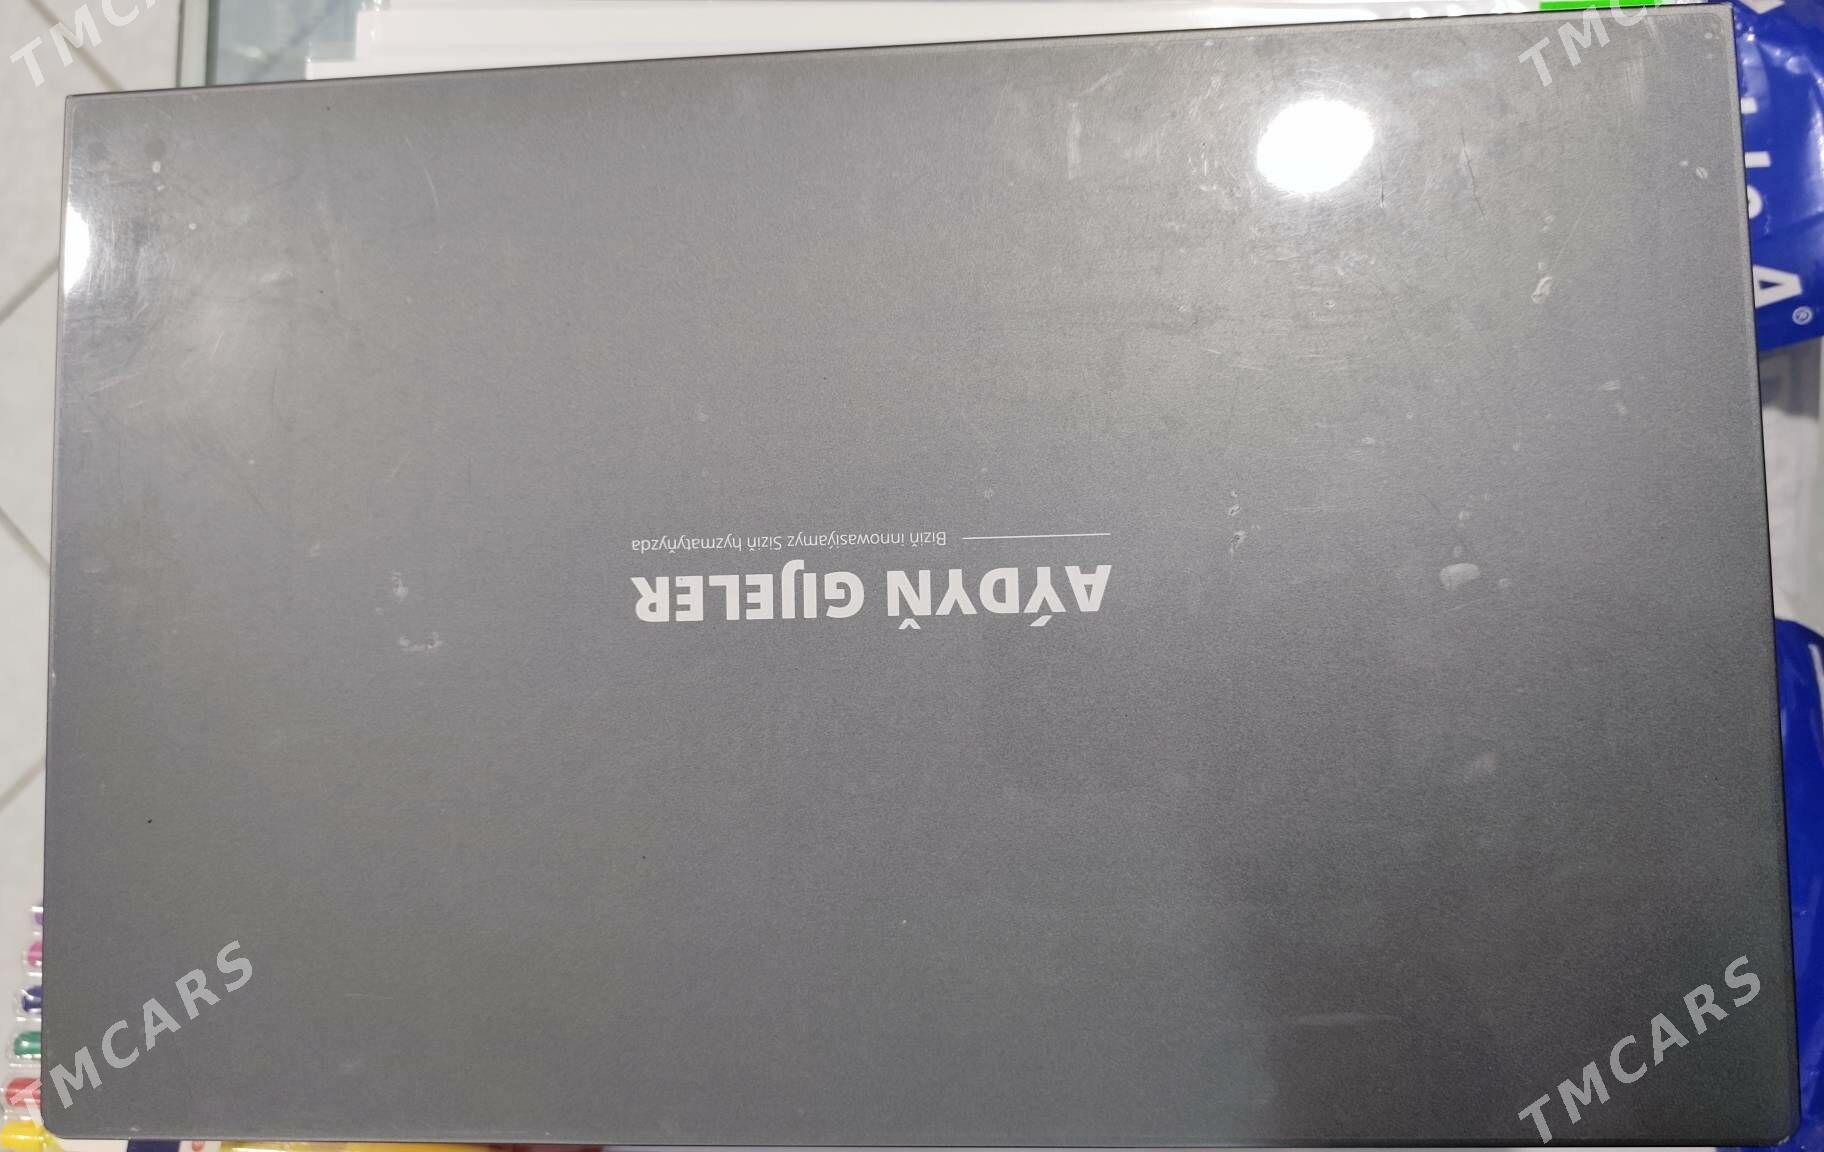 AÝDYŇ GIJELER
Biziň innowasiýamyz Siziň hyzmatyňyzda
TMCARS
TMCARS
TMCARS
TMCARS